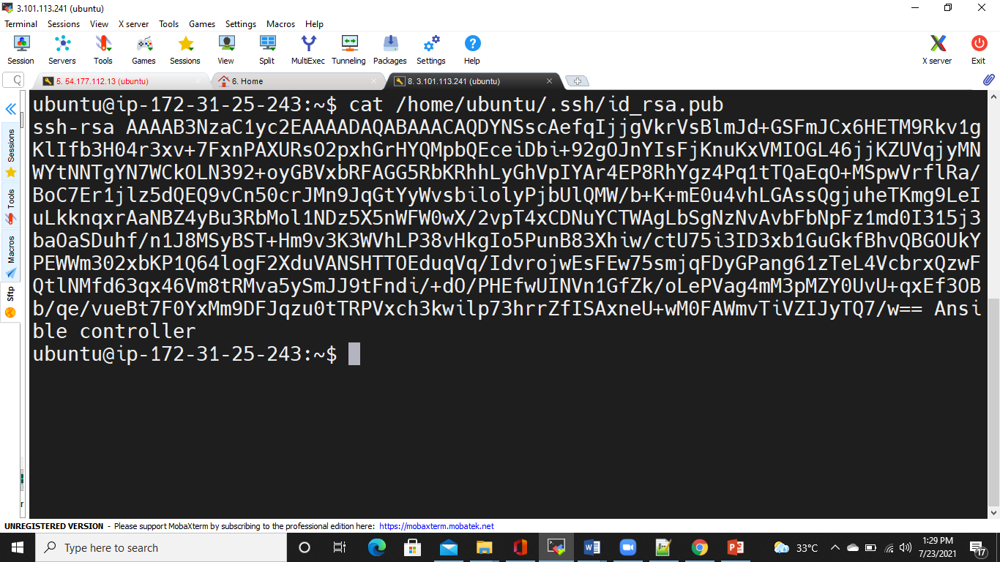 3.101.113.241 (ubuntu)
Terminal Sessions View X server Tools Games Settings Macros Help
Session Servers Tools Games Sessions View Split MultiExec Tunneling Packages Settings Help X server Exit
5. 54.177.112.13 (ubuntu) 6. Home 8. 3.101.113.241 (ubuntu)
Sessions
Tools
Macros
Sftp
ubuntu@ip-172-31-25-243:~$ cat /home/ubuntu/.ssh/id_rsa.pub
ssh-rsa AAAAB3NzaC1yc2EAAAADAQABAAACAQDYNSscAefqIjjgVkrVsBlmJd+GSFmJCx6HETM9Rkv1g
KlIfb3H04r3xv+7FxnPAXURsO2pxhGrHYQMpbQEceiDbi+92gOJnYIsFjKnuKxVMIOGL46jjKZUVqjyMN
WYtNNTgYN7WCkOLN392+oyGBVxbRFAGG5RbKRhhLyGhVpIYAr4EP8RhYgz4Pq1tTQaEqO+MSpwVrflRa/
BoC7Er1jlz5dQEQ9vCn50crJMn9JqGtYyWvsbilolyPjbUlQMW/b+K+mE0u4vhLGAssQgjuheTKmg9LeI
uLkknqxrAaNBZ4yBu3RbMol1NDz5X5nWFW0wX/2vpT4xCDNuYCTWAgLbSgNzNvAvbFbNpFz1md0I315j3
baOaSDuhf/n1J8MSyBST+Hm9v3K3WVhLP38vHkgIo5PunB83Xhiw/ctU75i3ID3xb1GuGkfBhvQBGOUkY
PEWWm302xbKP1Q64logF2XduVANSHTTOEduqVq/IdvrojwEsFEw75smjqFDyGPang61zTeL4VcbrxQzwF
QtlNMfd63qx46Vm8tRMva5ySmJJ9tFndi/+dO/PHEfwUINVn1GfZk/oLePVag4mM3pMZY0UvU+qxEf3OB
b/qe/vueBt7F0YxMm9DFJqzu0tTRPVxch3kwilp73hrrZfISAxneU+wM0FAWmvTiVZIJyTQ7/w== Ansi
ble controller
ubuntu@ip-172-31-25-243:~$
UNREGISTERED VERSION - Please support MobaXterm by subscribing to the professional edition here: https://mobaxterm.mobatek.net
Type here to search
33°C
1:29 PM
7/23/2021
17